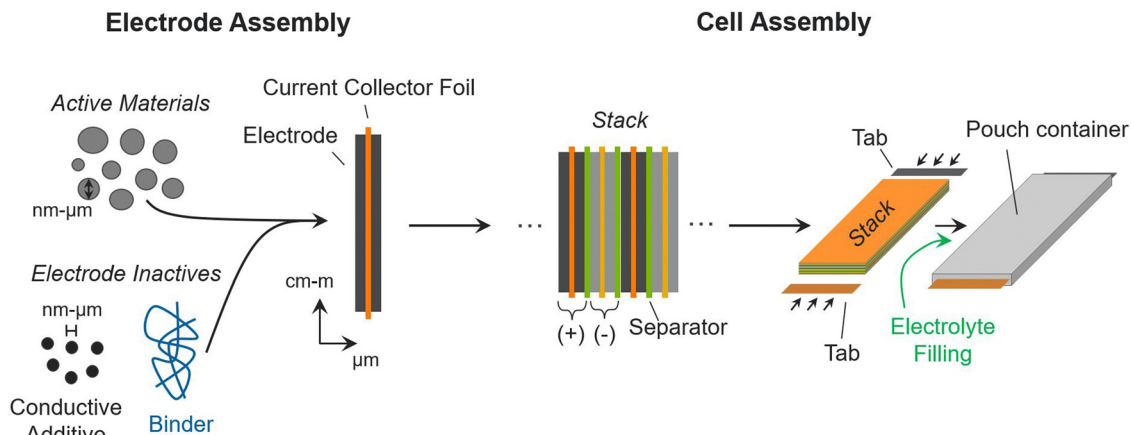 Electrode Assembly
Cell Assembly
Active Materials
nm-µm
Electrode Inactives
nm-µm
Conductive
Additive
Binder
Current Collector Foil
Electrode
cm-m
µm
...
Stack
...
(+)
(-)
Separator
Tab
Stack
Tab
Pouch container
Electrolyte
Filling